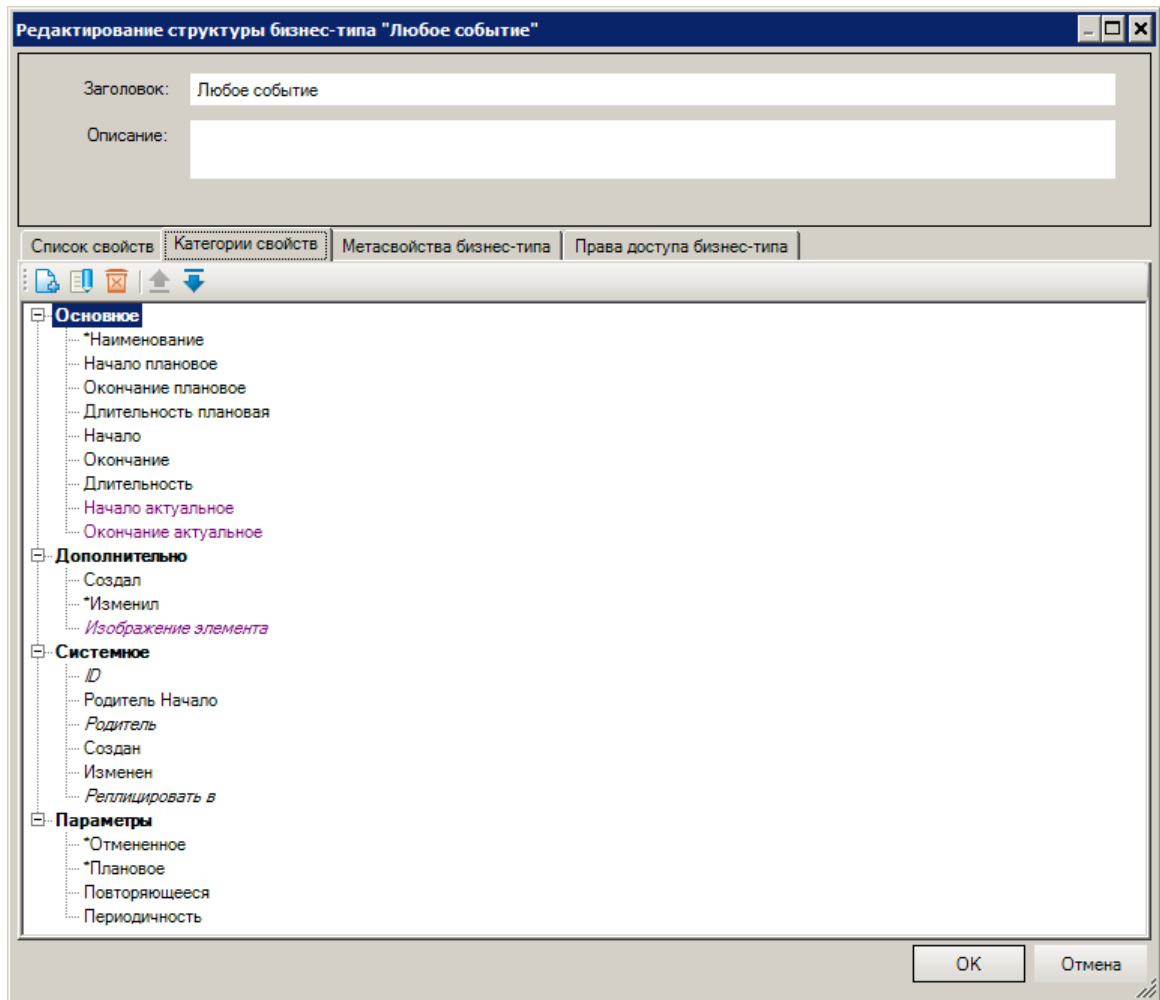 Редактирование структуры бизнес-типа "Любое событие"
Заголовок: Любое событие
Описание:
Список свойств Категории свойств Метасвойства бизнес-типа Права доступа бизнес-типа
Основное
*Наименование
Начало плановое
Окончание плановое
Длительность плановая
Начало
Окончание
Длительность
Начало актуальное
Окончание актуальное
Дополнительно
Создал
*Изменил
Изображение элемента
Системное
ID
Родитель Начало
Родитель
Создан
Изменен
Реплицировать в
Параметры
*Отмененное
*Плановое
Повторяющееся
Периодичность
OK Отмена